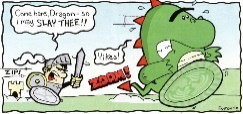 Come here, Dragon - so
I may SLAY THEE!!
ZIP!
Yikes!
ZOOM!